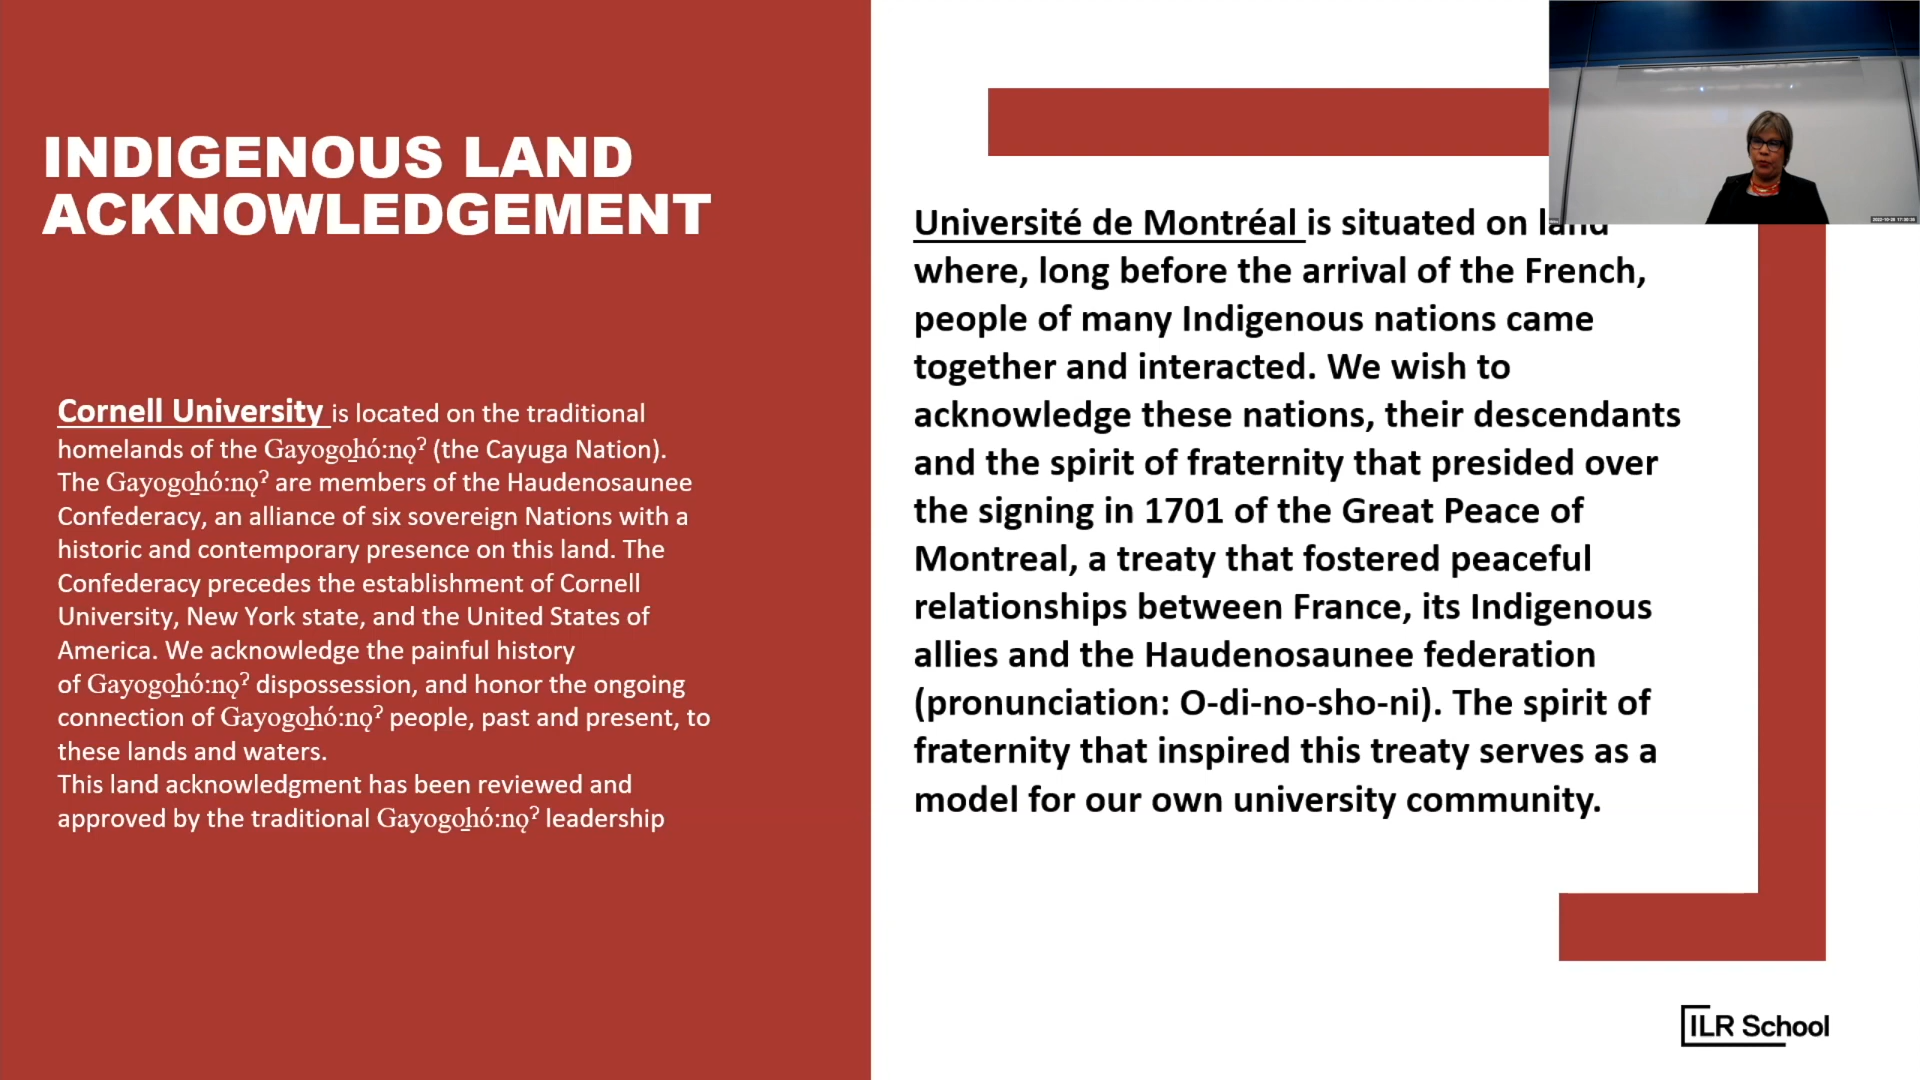 INDIGENOUS LAND
ACKNOWLEDGEMENT
Cornell University is located on the traditional
homelands of the Gayogo̱hó:nǫˀ (the Cayuga Nation).
The Gayogo̱hó:nǫˀ are members of the Haudenosaunee
Confederacy, an alliance of six sovereign Nations with a
historic and contemporary presence on this land. The
Confederacy precedes the establishment of Cornell
University, New York state, and the United States of
America. We acknowledge the painful history
of Gayogo̱hó:nǫˀ dispossession, and honor the ongoing
connection of Gayogo̱hó:nǫˀ people, past and present, to
these lands and waters.
This land acknowledgment has been reviewed and
approved by the traditional Gayogo̱hó:nǫˀ leadership
Université de Montréal is situated on land
where, long before the arrival of the French,
people of many Indigenous nations came
together and interacted. We wish to
acknowledge these nations, their descendants
and the spirit of fraternity that presided over
the signing in 1701 of the Great Peace of
Montreal, a treaty that fostered peaceful
relationships between France, its Indigenous
allies and the Haudenosaunee federation
(pronunciation: O-di-no-sho-ni). The spirit of
fraternity that inspired this treaty serves as a
model for our own university community.
ILR School